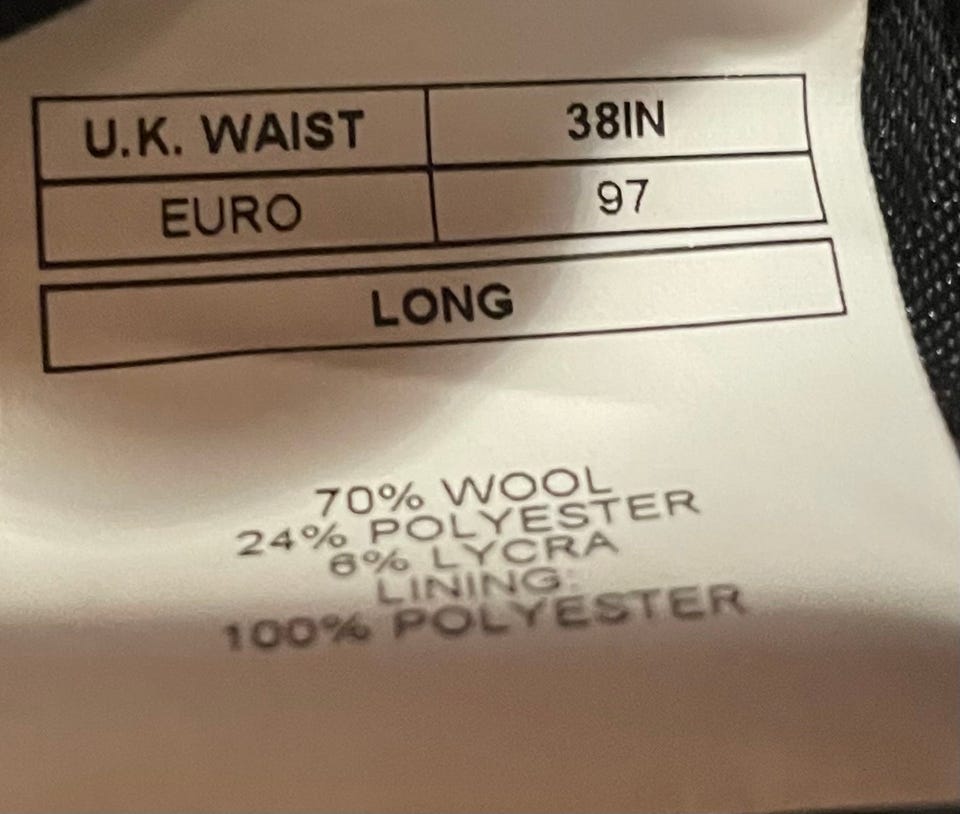 U.K. WAIST 38IN
EURO 97
LONG
70% WOOL
24% POLYESTER
6% LYCRA
LINING:
100% POLYESTER